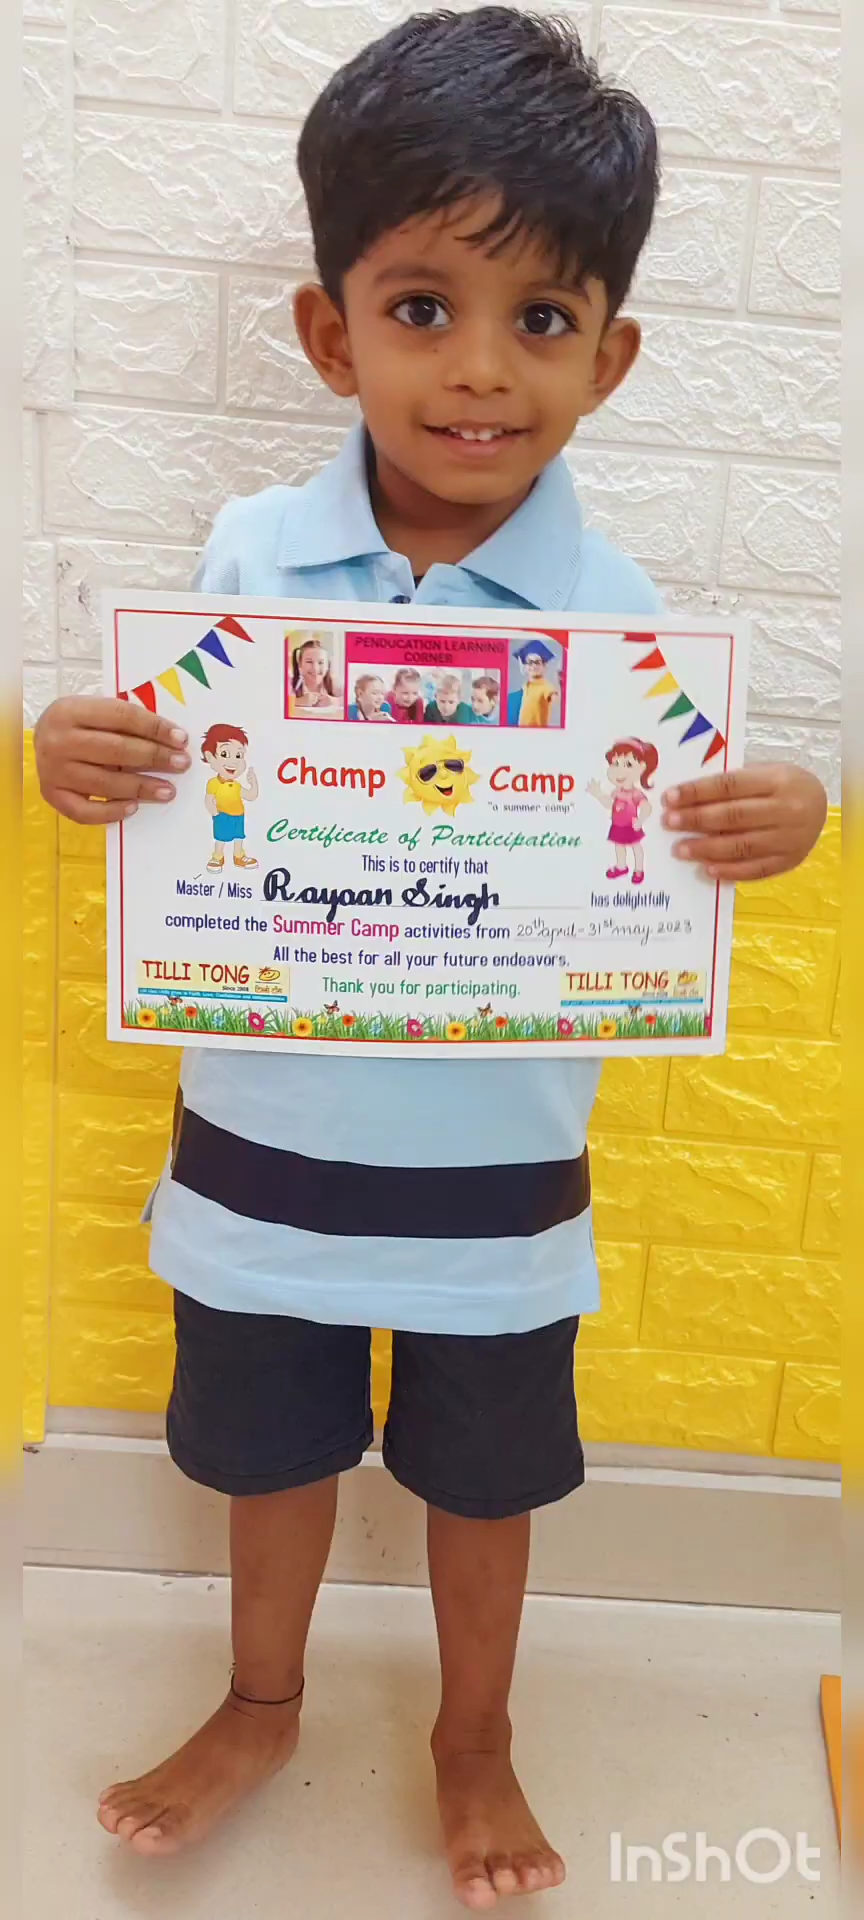 PENDUCATION LEARNING
CORNER
Champ Camp
"a summer camp"
Certificate of Participation
This is to certify that
Master / Miss Rayaan Singh has delightfully
completed the Summer Camp activities from 20th april - 31st may 2023
All the best for all your future endeavors.
Thank you for participating.
TILLI TONG
Since 2008
TILLI TONG
InShOt